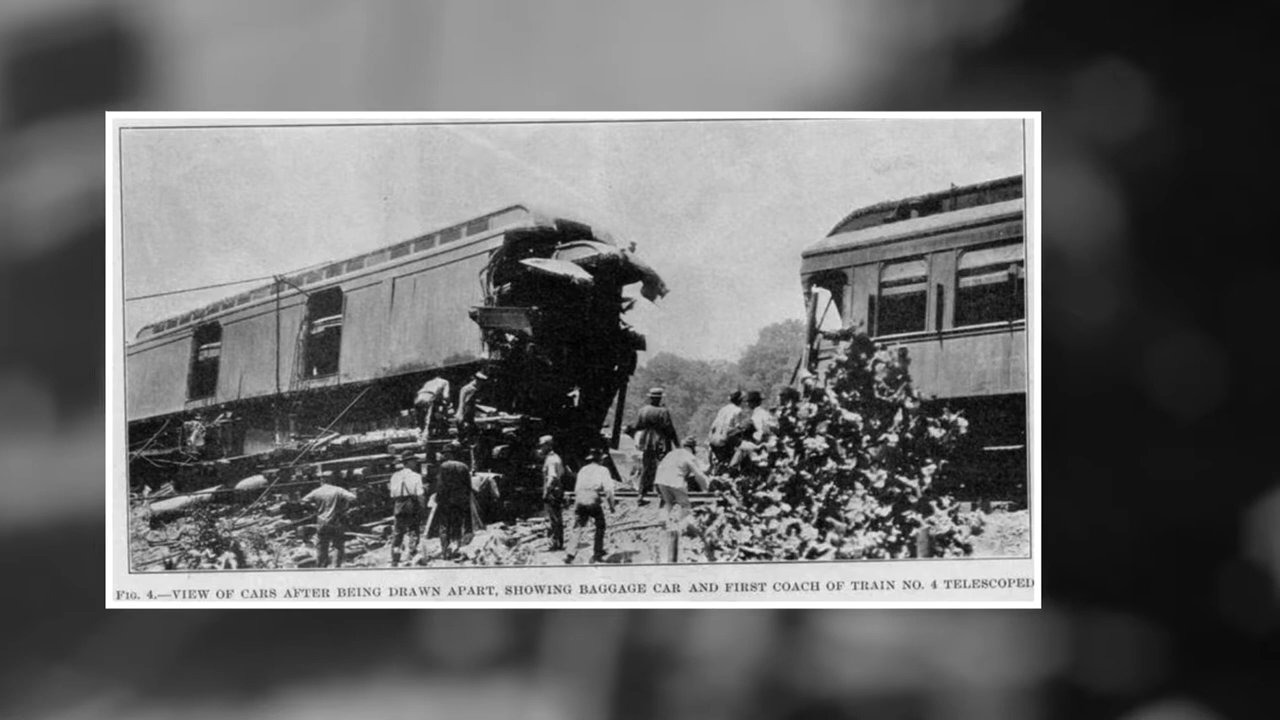 FIG. 4.—VIEW OF CARS AFTER BEING DRAWN APART, SHOWING BAGGAGE CAR AND FIRST COACH OF TRAIN NO. 4 TELESCOPED